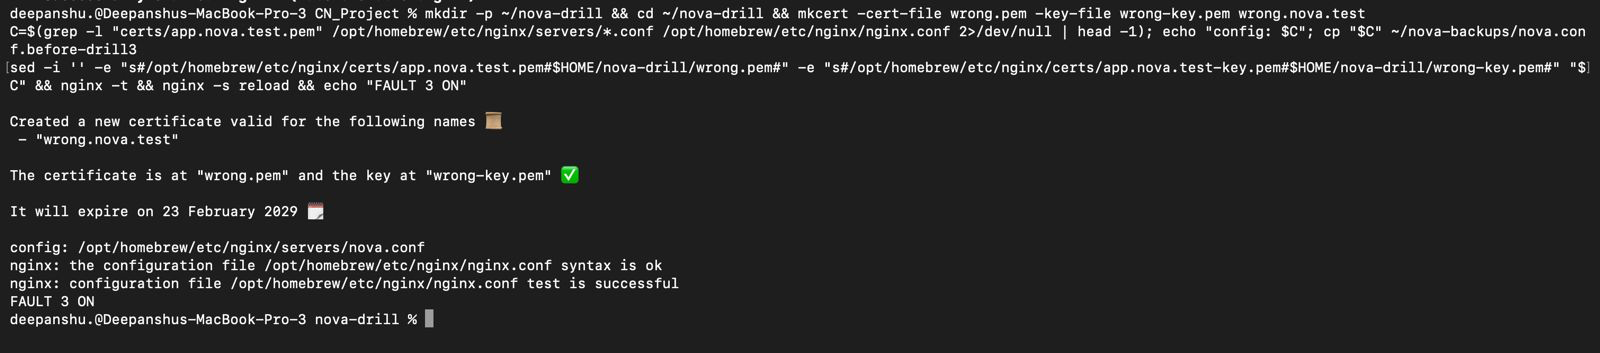 deepanshu.@Deepanshus-MacBook-Pro-3 CN_Project % mkdir -p ~/nova-drill && cd ~/nova-drill && mkcert -cert-file wrong.pem -key-file wrong-key.pem wrong.nova.test
C=$(grep -l "certs/app.nova.test.pem" /opt/homebrew/etc/nginx/servers/*.conf /opt/homebrew/etc/nginx/nginx.conf 2>/dev/null | head -1); echo "config: $C"; cp "$C" ~/nova-backups/nova.con
f.before-drill3
sed -i '' -e "s#/opt/homebrew/etc/nginx/certs/app.nova.test.pem#$HOME/nova-drill/wrong.pem#" -e "s#/opt/homebrew/etc/nginx/certs/app.nova.test-key.pem#$HOME/nova-drill/wrong-key.pem#" "$
C" && nginx -t && nginx -s reload && echo "FAULT 3 ON"
Created a new certificate valid for the following names 📜
- "wrong.nova.test"
The certificate is at "wrong.pem" and the key at "wrong-key.pem" ✅
It will expire on 23 February 2029 🗓
config: /opt/homebrew/etc/nginx/servers/nova.conf
nginx: the configuration file /opt/homebrew/etc/nginx/nginx.conf syntax is ok
nginx: configuration file /opt/homebrew/etc/nginx/nginx.conf test is successful
FAULT 3 ON
deepanshu.@Deepanshus-MacBook-Pro-3 nova-drill %